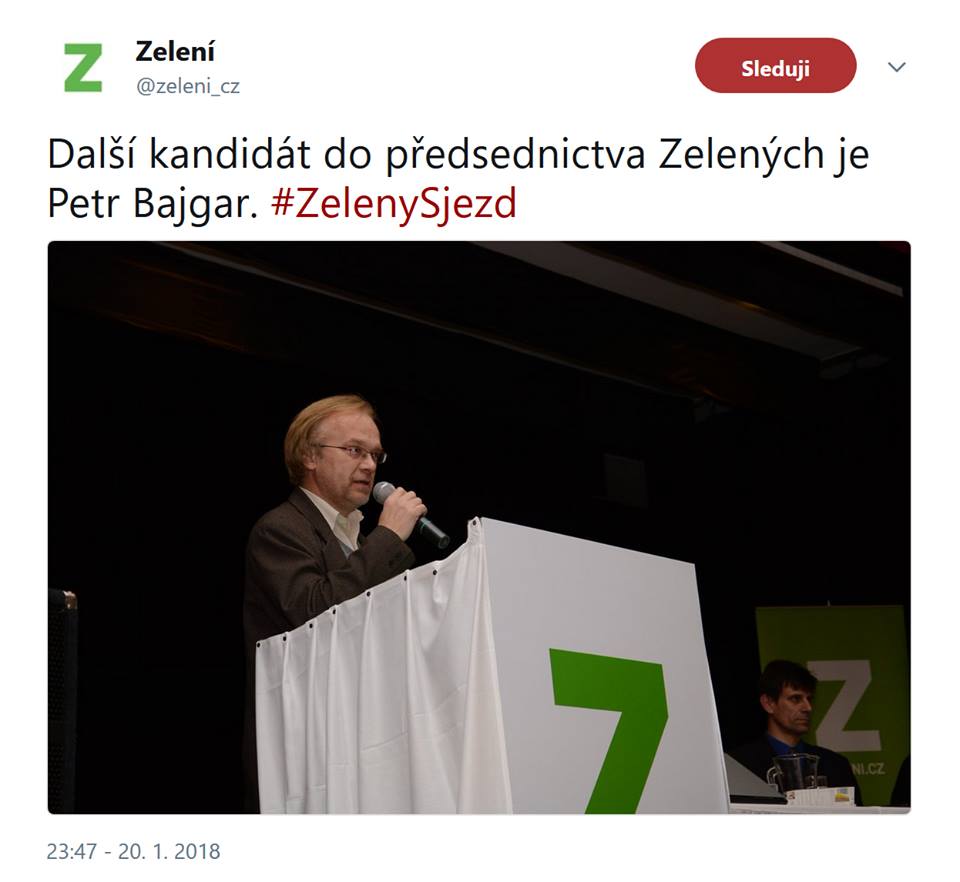 Z
Zelení
@zeleni_cz
Sleduji
Další kandidát do předsednictva Zelených je
Petr Bajgar. #ZelenySjezd
Z
Z
NI.CZ
23:47 - 20. 1. 2018